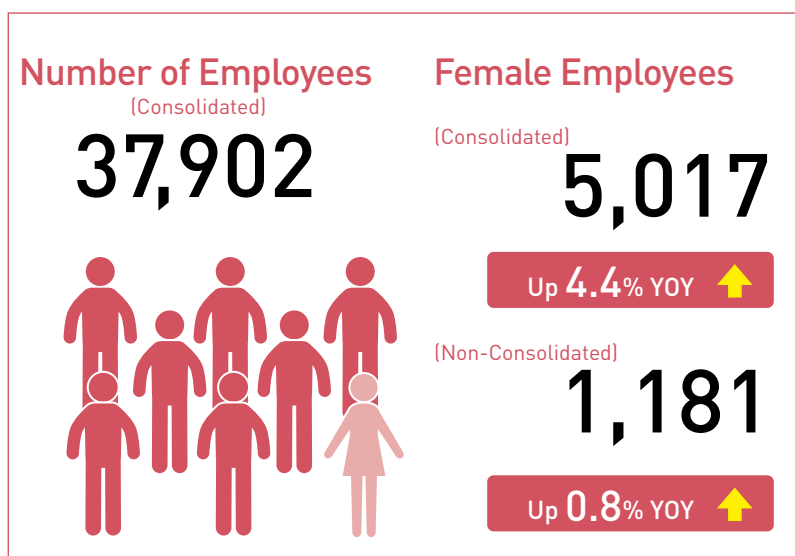 Number of Employees
(Consolidated)
37,902
Female Employees
(Consolidated)
5,017
Up 4.4% YOY
(Non-Consolidated)
1,181
Up 0.8% YOY